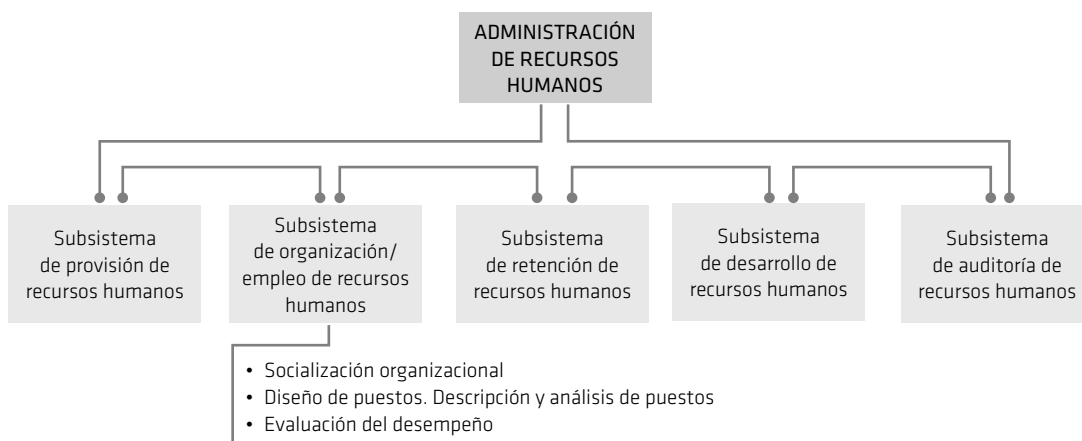 ADMINISTRACIÓN
DE RECURSOS
HUMANOS
Subsistema
de provisión de
recursos humanos
Subsistema
de organización/
empleo de recursos
humanos
Subsistema
de retención de
recursos humanos
Subsistema
de desarrollo de
recursos humanos
Subsistema
de auditoría de
recursos humanos
• Socialización organizacional
• Diseño de puestos. Descripción y análisis de puestos
• Evaluación del desempeño